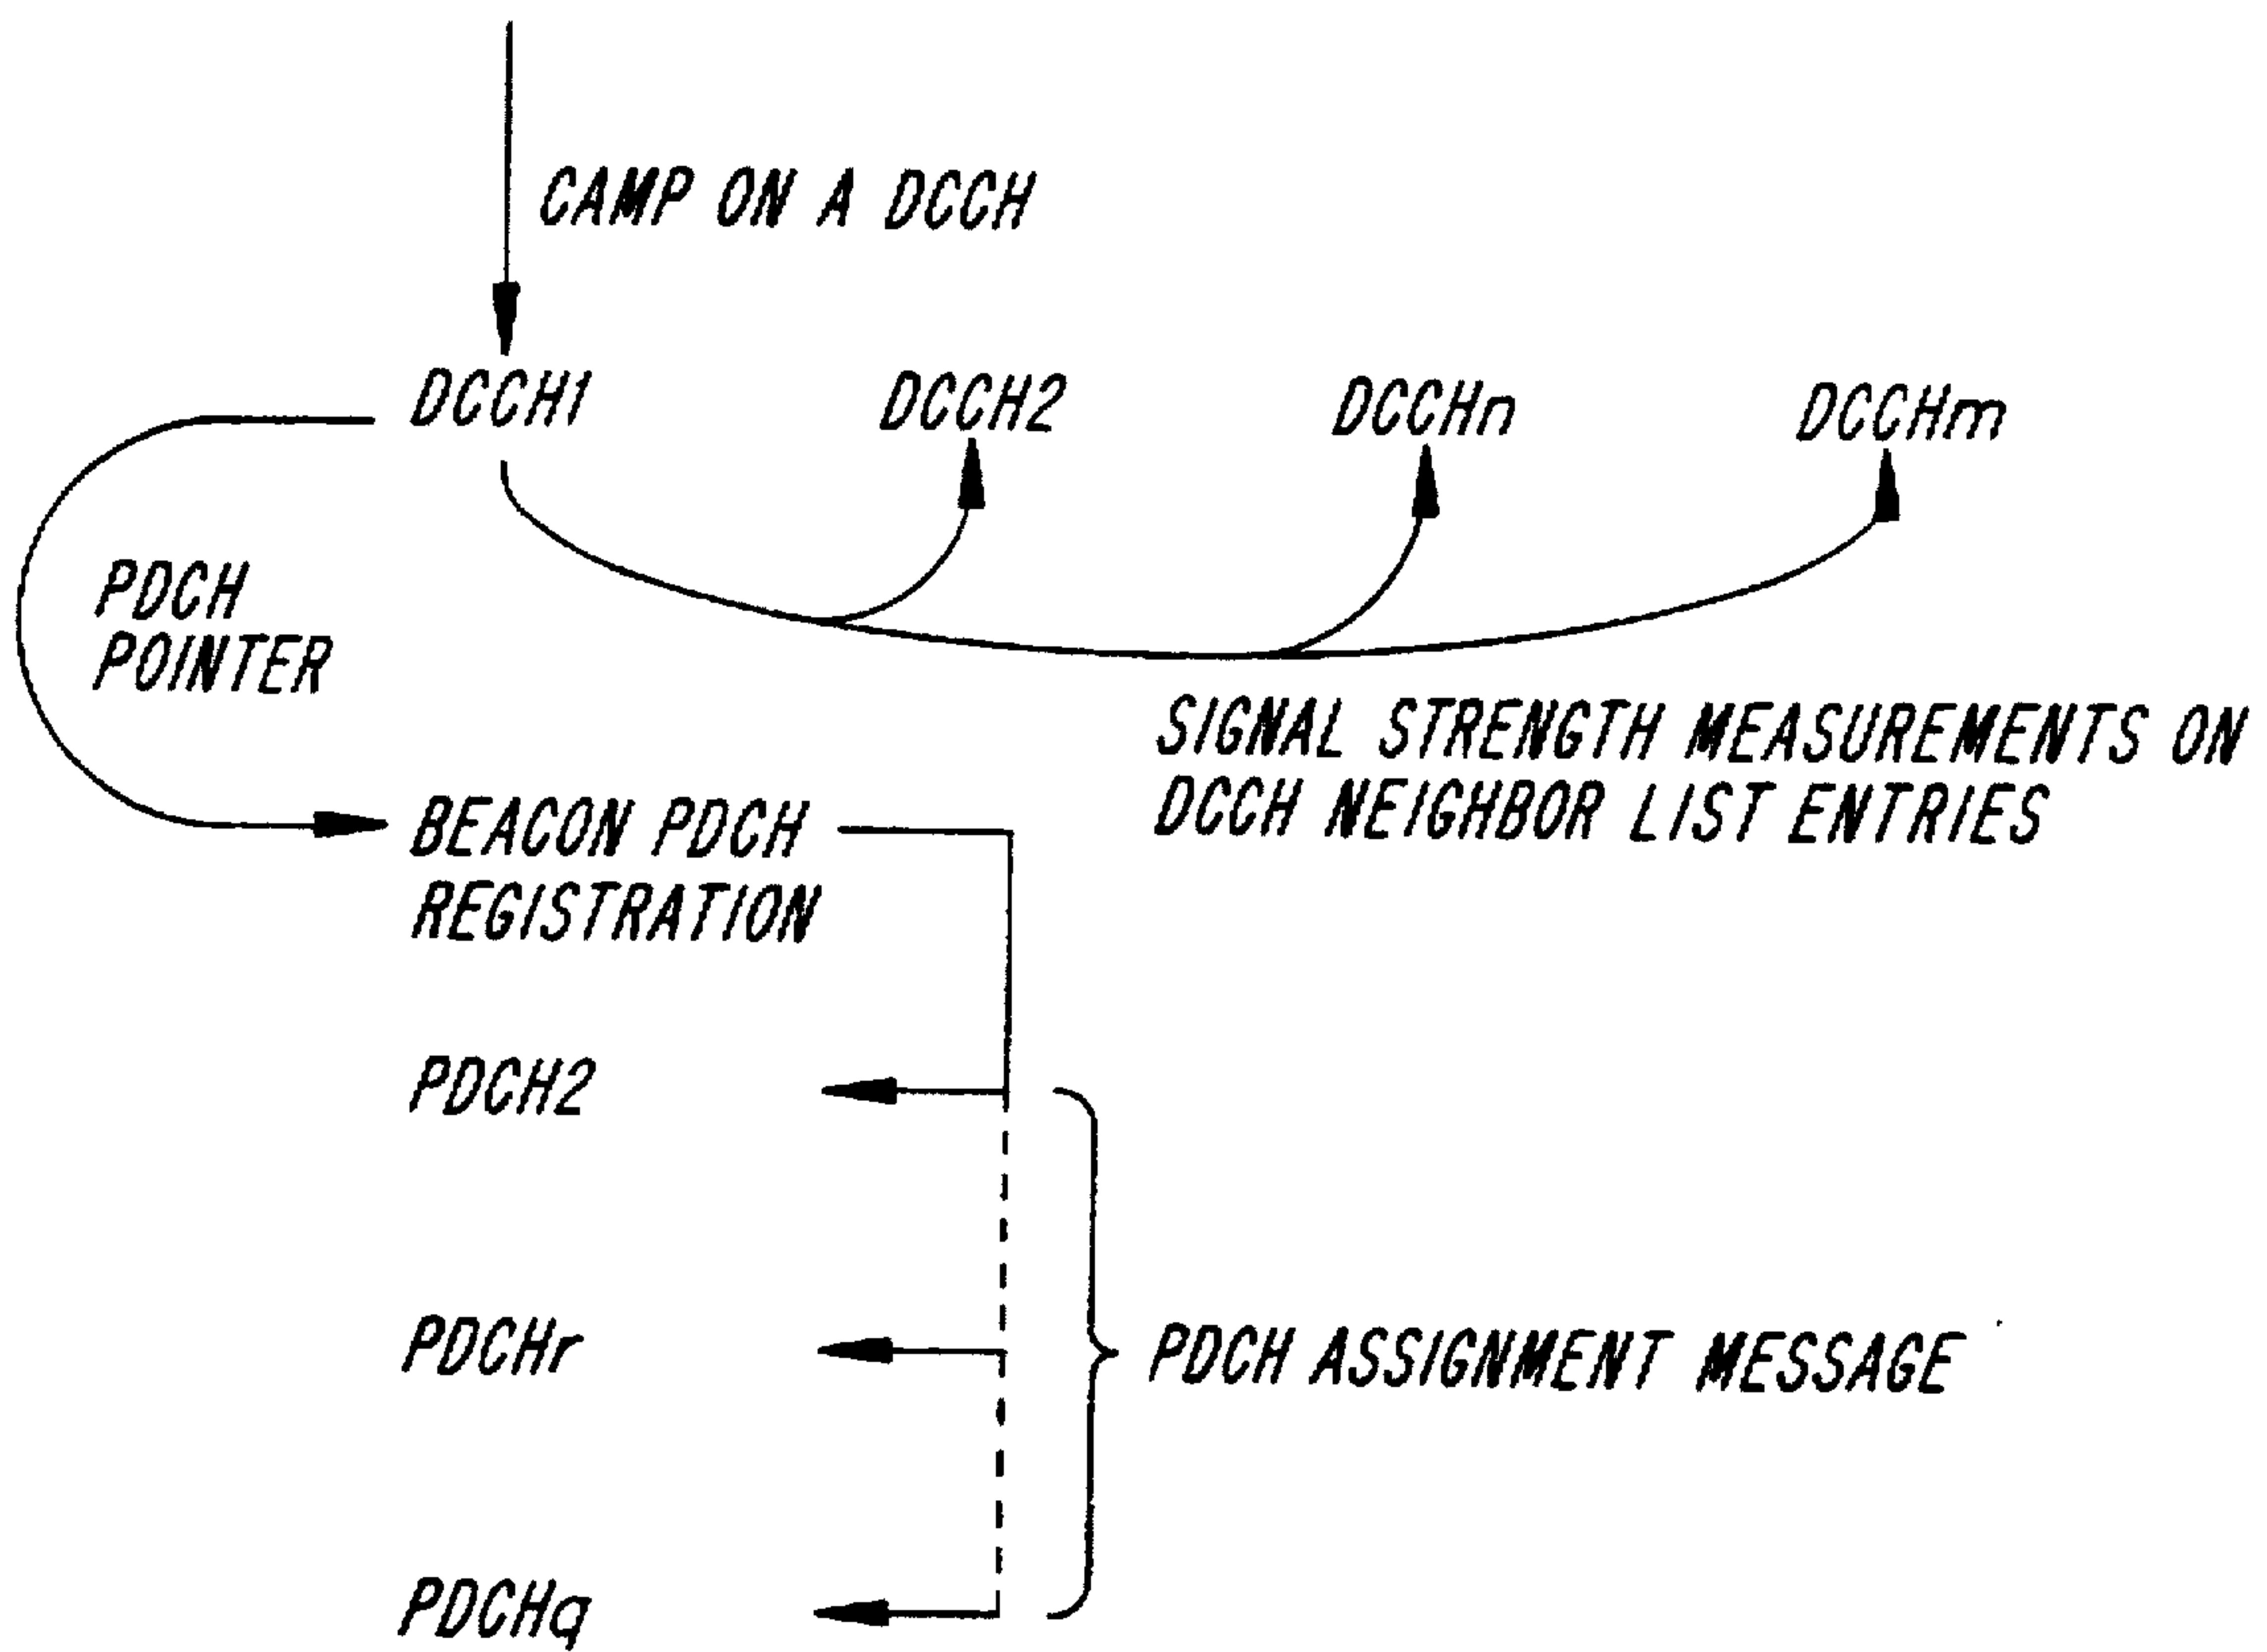 CAMP ON A DCCH
DCCH1
DCCH2
DCCHn
DCCHm
PDCH
POINTER
SIGNAL STRENGTH MEASUREMENTS ON
DCCH NEIGHBOR LIST ENTRIES
BEACON PDCH
REGISTRATION
PDCH2
PDCHr
PDCH ASSIGNMENT MESSAGE
PDCHq